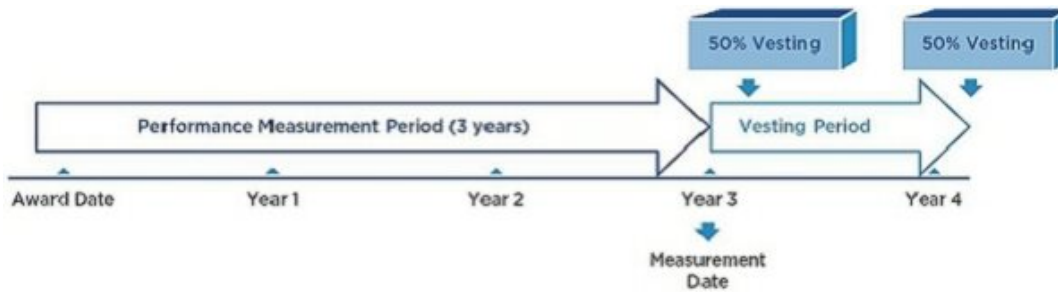 50% Vesting
50% Vesting
Performance Measurement Period (3 years)
Vesting Period
Award Date
Year 1
Year 2
Year 3
Year 4
Measurement
Date